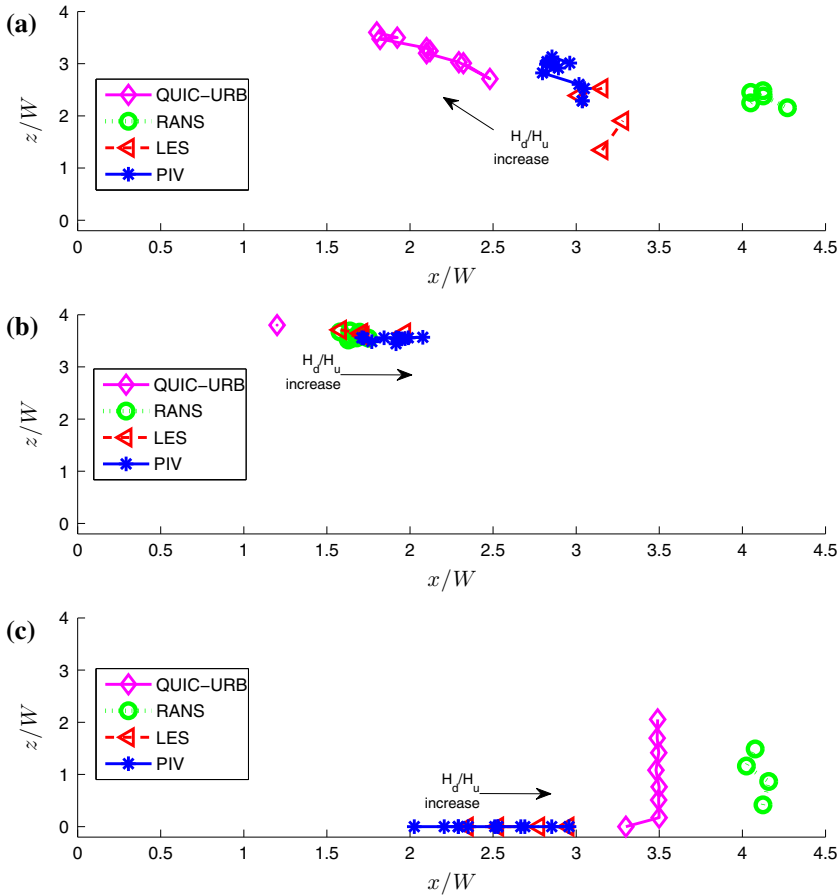 (a)
4
3
2
1
0
z/W
QUIC-URB
RANS
LES
PIV
H_d/H_u
increase
0 0.5 1 1.5 2 2.5 3 3.5 4 4.5
x/W
(b)
4
3
2
1
0
z/W
H_d/H_u
increase
QUIC-URB
RANS
LES
PIV
0 0.5 1 1.5 2 2.5 3 3.5 4 4.5
x/W
(c)
4
3
2
1
0
z/W
QUIC-URB
RANS
LES
PIV
H_d/H_u
increase
0 0.5 1 1.5 2 2.5 3 3.5 4 4.5
x/W